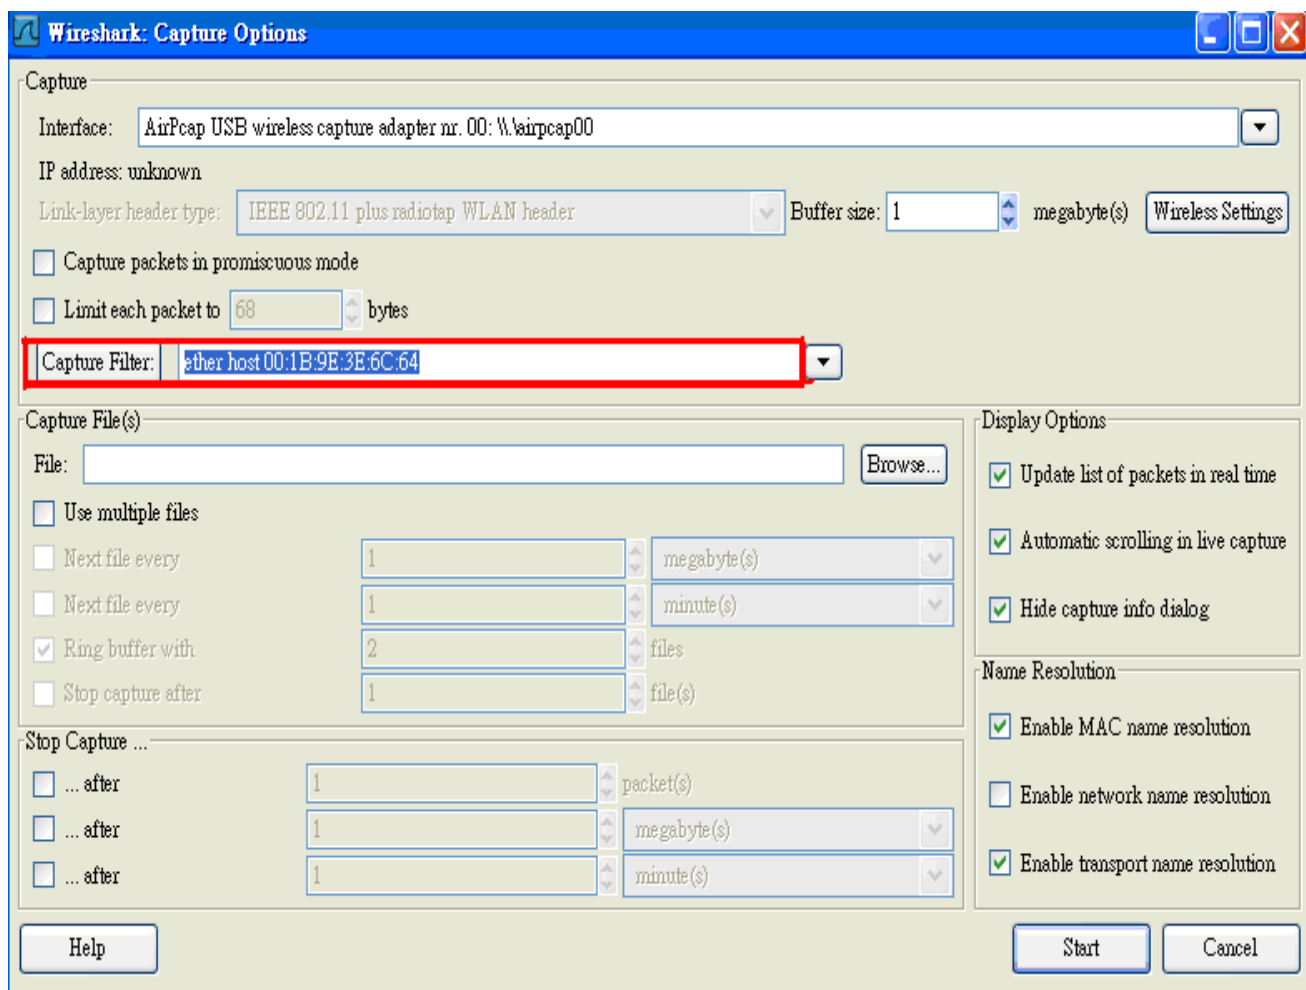 Wireshark: Capture Options
Capture
Interface: AirPcap USB wireless capture adapter nr. 00: \\.\airpcap00
IP address: unknown
Link-layer header type: IEEE 802.11 plus radiotap WLAN header Buffer size: 1 megabyte(s) Wireless Settings
Capture packets in promiscuous mode
Limit each packet to 68 bytes
Capture Filter: ether host 00:1B:9E:3E:6C:64
Capture File(s)
File: Browse...
Use multiple files
Next file every 1 megabyte(s)
Next file every 1 minute(s)
Ring buffer with 2 files
Stop capture after 1 file(s)
Stop Capture ...
... after 1 packet(s)
... after 1 megabyte(s)
... after 1 minute(s)
Display Options
Update list of packets in real time
Automatic scrolling in live capture
Hide capture info dialog
Name Resolution
Enable MAC name resolution
Enable network name resolution
Enable transport name resolution
Help Start Cancel